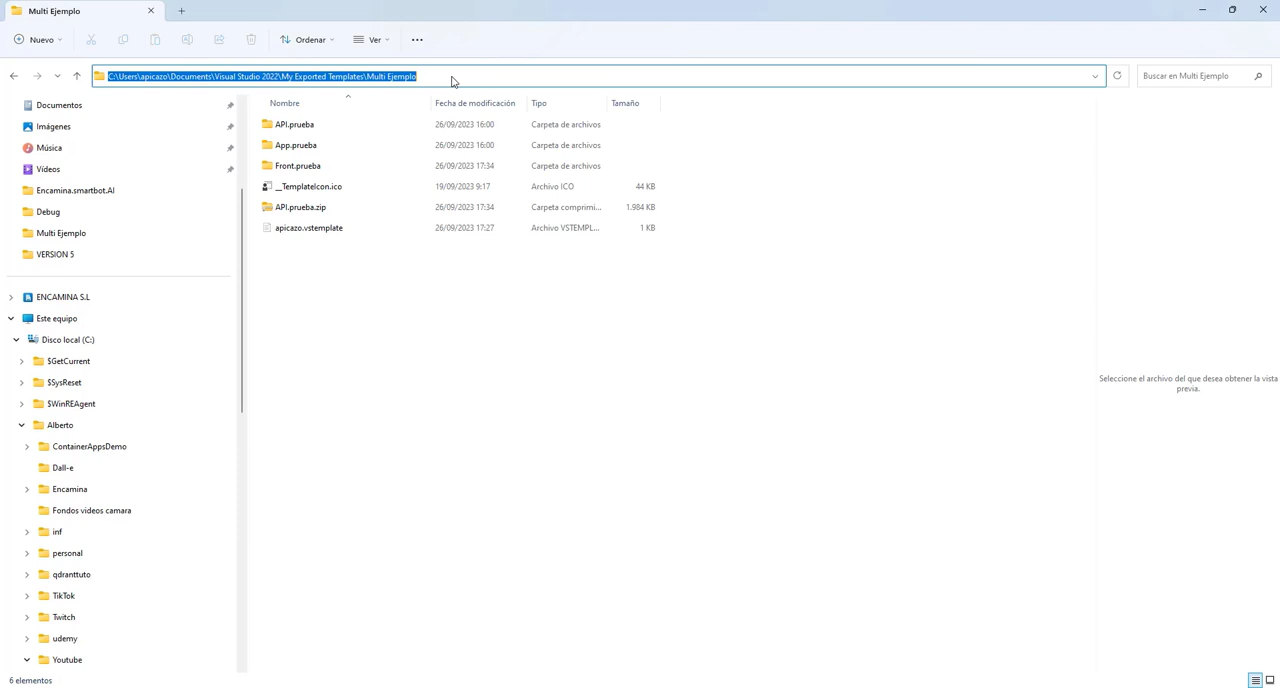 Multi Ejemplo
Nuevo
Ordenar
Ver
C:\Users\apicazo\Documents\Visual Studio 2022\My Exported Templates\Multi Ejemplo
Buscar en Multi Ejemplo
Documentos
Imágenes
Música
Vídeos
Encamina.smartbot.AI
Debug
Multi Ejemplo
VERSION 5
ENCAMINA S.L
Este equipo
Disco local (C:)
$GetCurrent
$SysReset
$WinREAgent
Alberto
ContainerAppsDemo
Dall-e
Encamina
Fondos videos camara
inf
personal
qdranttuto
TikTok
Twitch
udemy
Youtube
Nombre Fecha de modificación Tipo Tamaño
API.prueba 26/09/2023 16:00 Carpeta de archivos
App.prueba 26/09/2023 16:00 Carpeta de archivos
Front.prueba 26/09/2023 17:34 Carpeta de archivos
__TemplateIcon.ico 19/09/2023 9:17 Archivo ICO 44 KB
API.prueba.zip 26/09/2023 17:34 Carpeta comprimi... 1.984 KB
apicazo.vstemplate 26/09/2023 17:27 Archivo VSTEMPL... 1 KB
Seleccione el archivo del que desea obtener la vista
previa.
6 elementos